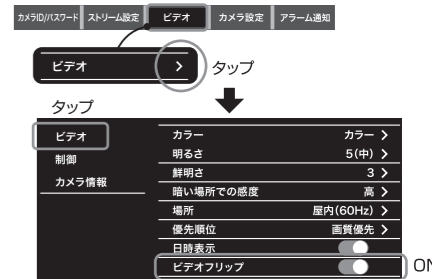 カメラID/パスワード ストリーム設定 ビデオ カメラ設定 アラーム通知
ビデオ > タップ
タップ
ビデオ
制御
カメラ情報
カラー カラー >
明るさ 5(中) >
鮮明さ 3 >
暗い場所での感度 高 >
場所 屋内(60Hz) >
優先順位 画質優先 >
日時表示
ビデオフリップ ON